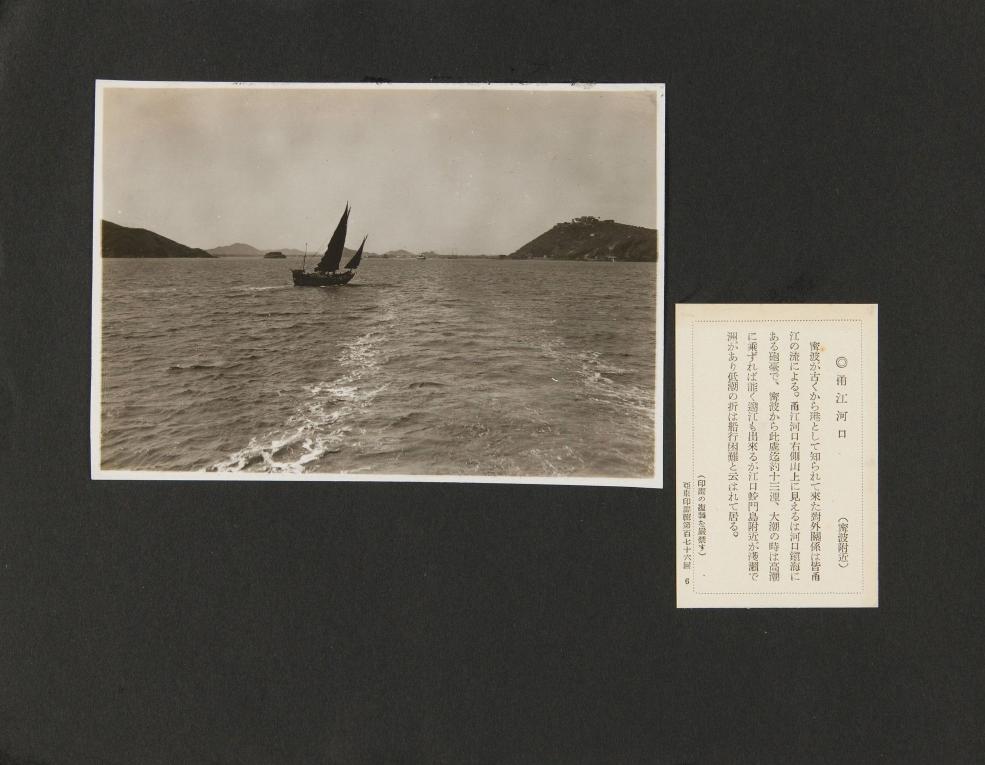 ◎甬江河口
(寗波附近)
寗波が古くから港として知られて來た對外關係は皆甬
江の流による。甬江河口右側山上に見えるは河口鎭海に
ある砲臺で、寗波から此處迄約十三浬、大潮の時は高潮
に乘ずれば能く溯江も出來るが江口蛟門島附近が淺瀬で
洲があり低潮の折は船行困難と云はれて居る。
(印畫の複製を嚴禁す)
亞東印畫輯第百七十六回
6